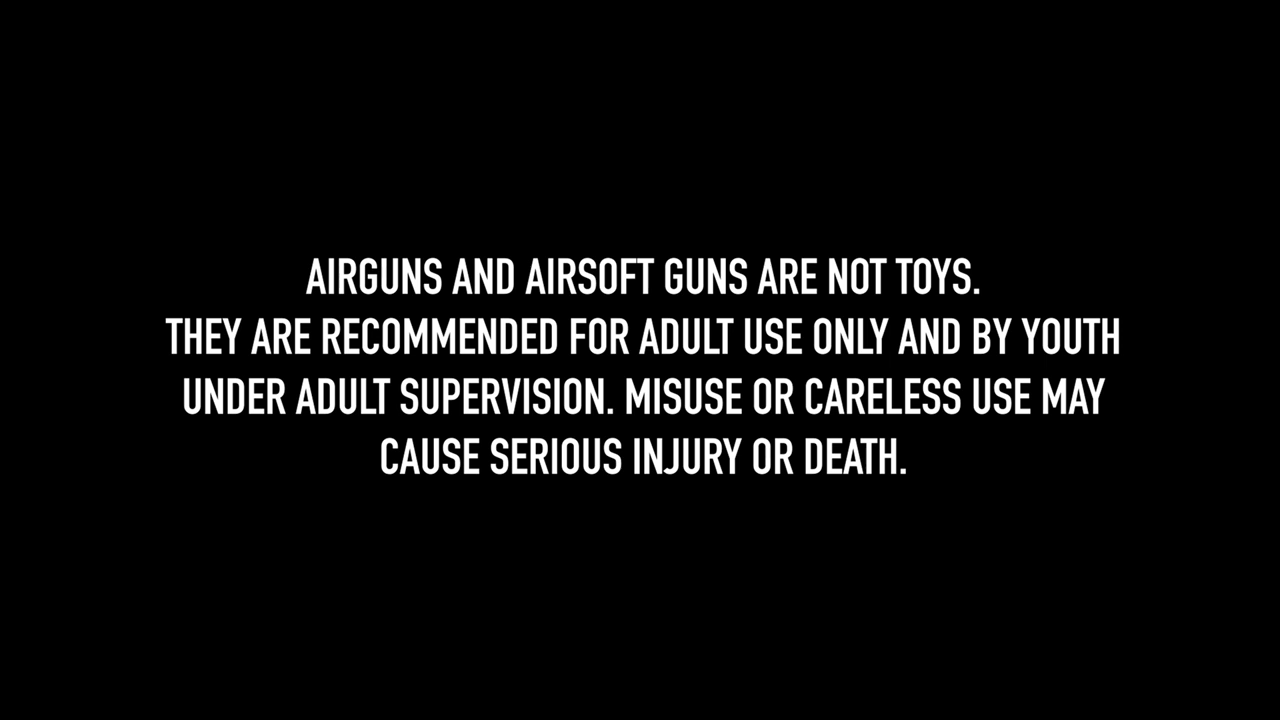 AIRGUNS AND AIRSOFT GUNS ARE NOT TOYS.
THEY ARE RECOMMENDED FOR ADULT USE ONLY AND BY YOUTH
UNDER ADULT SUPERVISION. MISUSE OR CARELESS USE MAY
CAUSE SERIOUS INJURY OR DEATH.